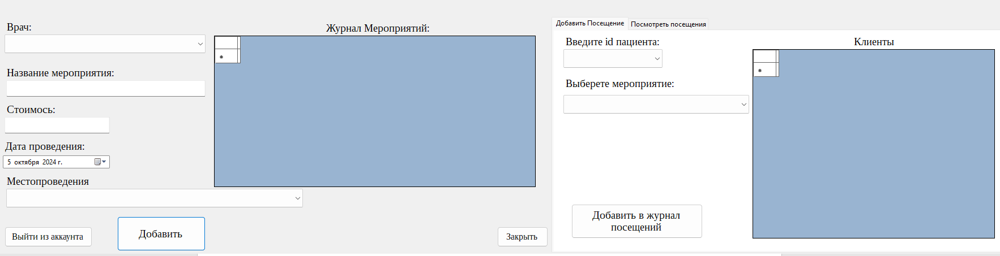 Врач:
Название мероприятия:
Стоимось:
Дата проведения:
5 октября 2024 г.
Местопроведения
Выйти из аккаунта
Добавить
Журнал Мероприятий:
Закрыть
Добавить Посещение
Посмотреть посещения
Введите id пациента:
Выберете мероприятие:
Добавить в журнал
посещений
Клиенты